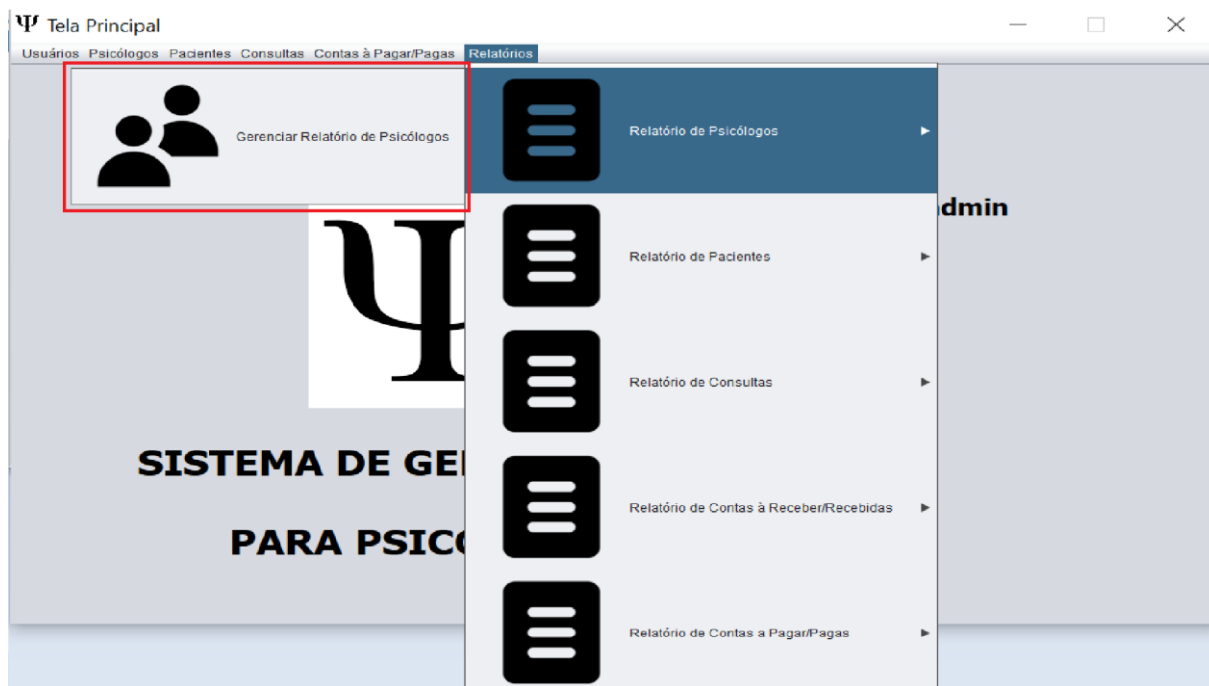 Ψ Tela Principal
Usuários Psicólogos Pacientes Consultas Contas à Pagar/Pagas Relatórios
Gerenciar Relatório de Psicólogos
Relatório de Psicólogos
Relatório de Pacientes
Relatório de Consultas
Relatório de Contas à Receber/Recebidas
Relatório de Contas a Pagar/Pagas
dmin
Ψ
SISTEMA DE GE
PARA PSIC